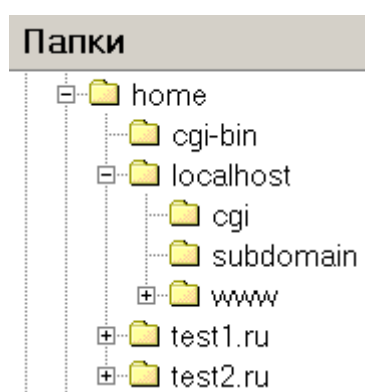 Папки
home
cgi-bin
localhost
cgi
subdomain
www
test1.ru
test2.ru